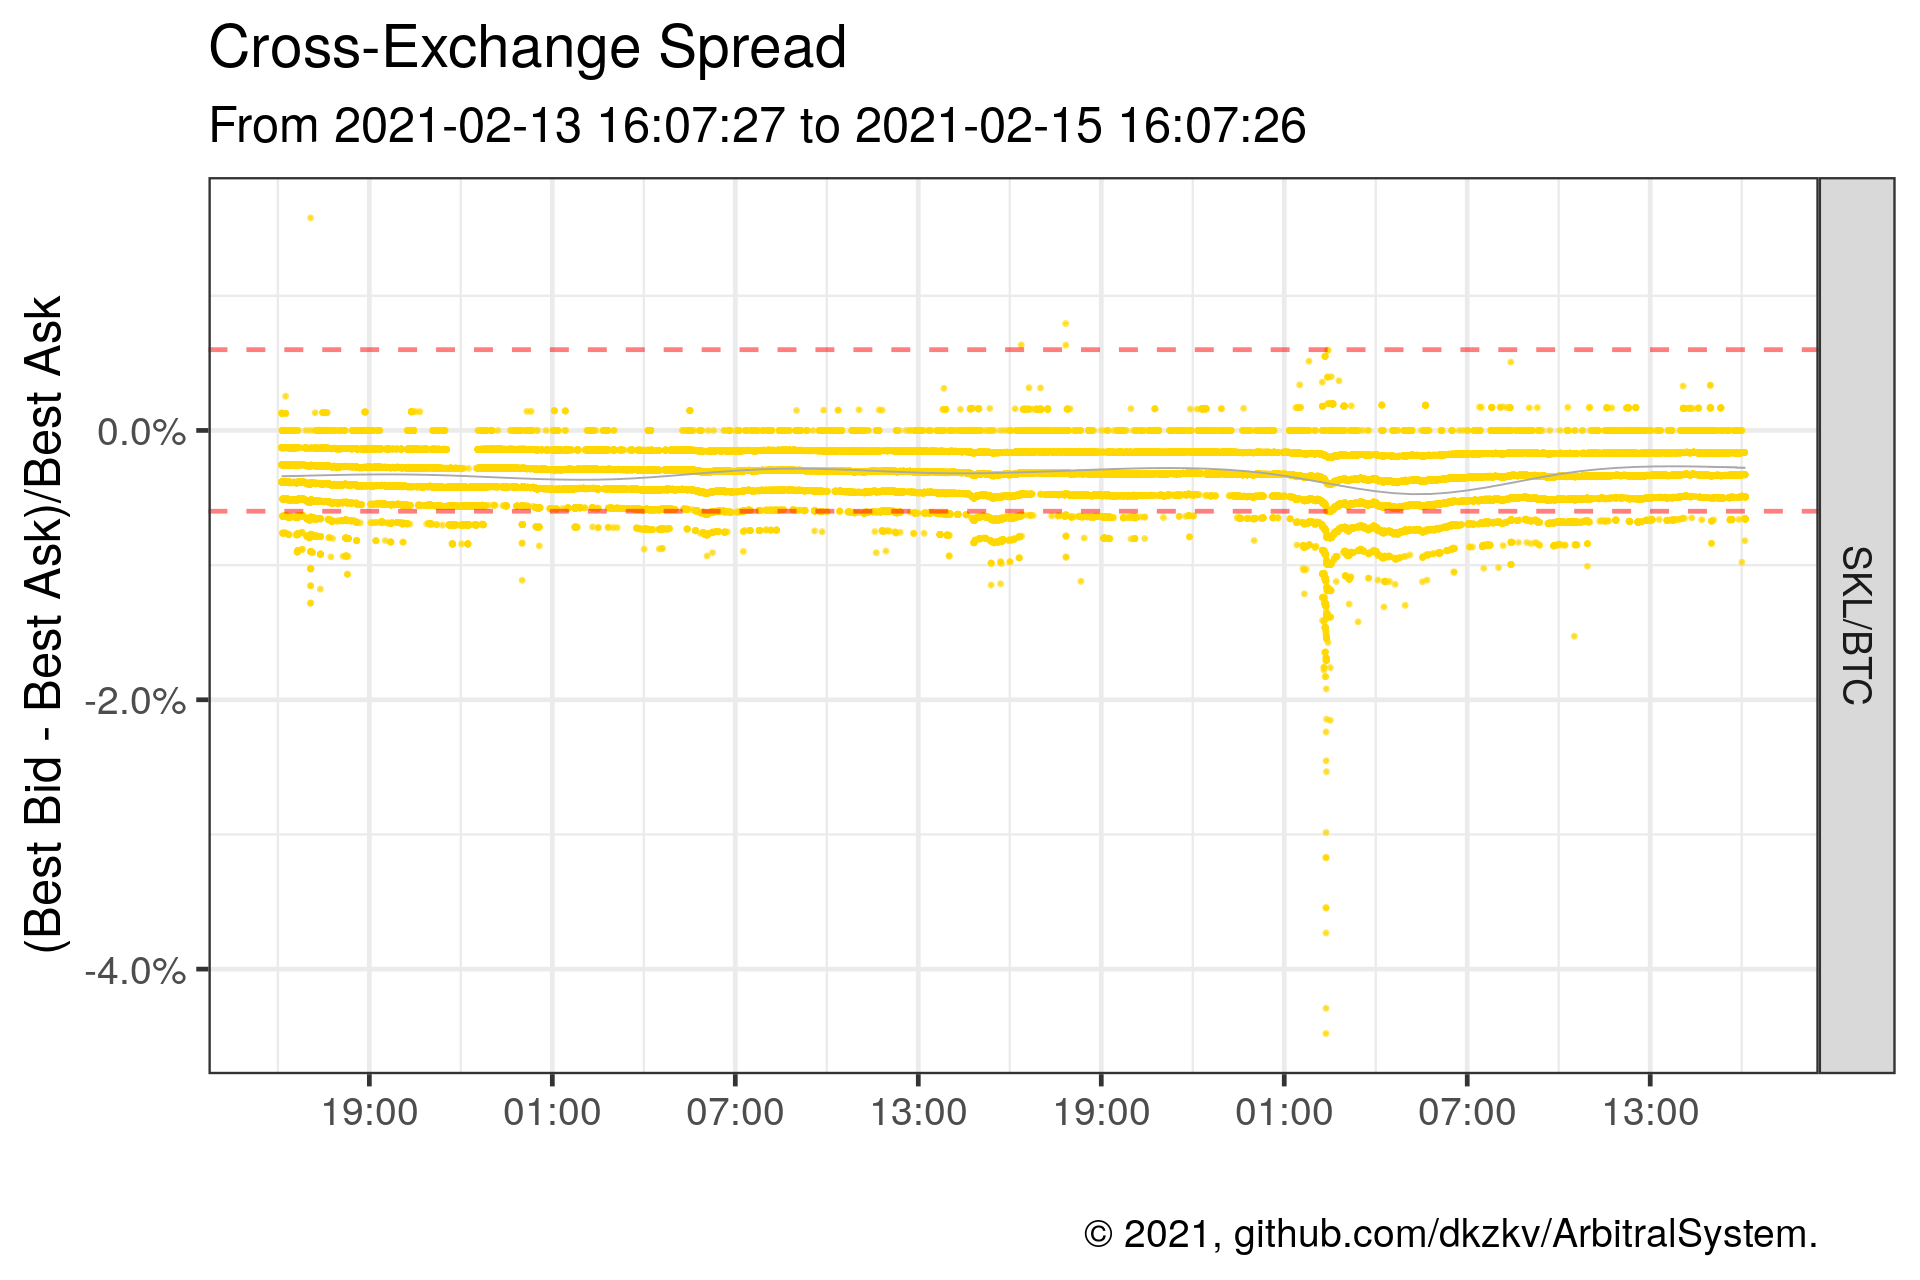 Cross-Exchange Spread
From 2021-02-13 16:07:27 to 2021-02-15 16:07:26
(Best Bid - Best Ask)/Best Ask
0.0%
-2.0%
-4.0%
SKL/BTC
19:00 01:00 07:00 13:00 19:00 01:00 07:00 13:00
© 2021, github.com/dkzkv/ArbitralSystem.